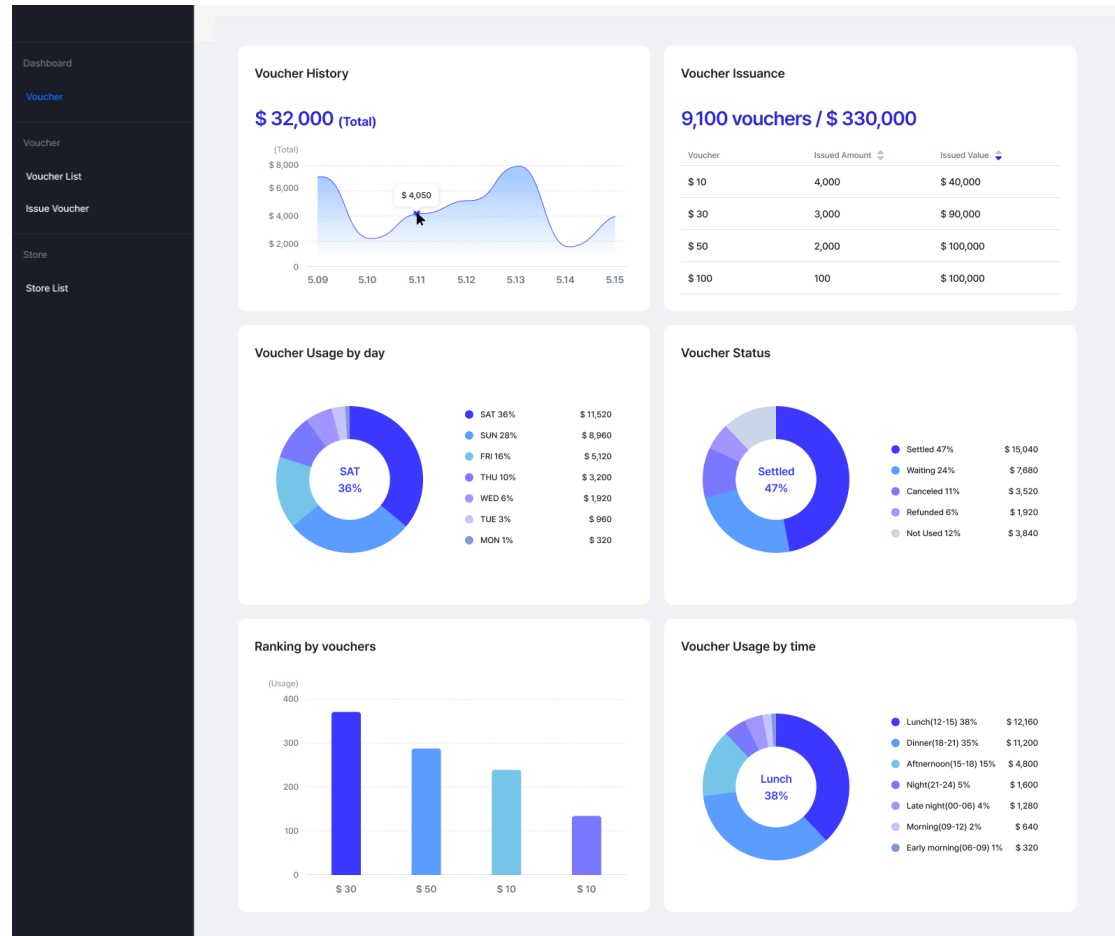 Dashboard
Voucher
Voucher
Voucher List
Issue Voucher
Store
Store List
Voucher History
$ 32,000 (Total)
(Total)
$ 8,000
$ 6,000
$ 4,000
$ 2,000
0
$ 4,050
5.09 5.10 5.11 5.12 5.13 5.14 5.15
Voucher Issuance
9,100 vouchers / $ 330,000
Voucher Issued Amount Issued Value
$ 10 4,000 $ 40,000
$ 30 3,000 $ 90,000
$ 50 2,000 $ 100,000
$ 100 100 $ 100,000
Voucher Usage by day
SAT
36%
SAT 36% $ 11,520
SUN 28% $ 8,960
FRI 16% $ 5,120
THU 10% $ 3,200
WED 6% $ 1,920
TUE 3% $ 960
MON 1% $ 320
Voucher Status
Settled
47%
Settled 47% $ 15,040
Waiting 24% $ 7,680
Canceled 11% $ 3,520
Refunded 6% $ 1,920
Not Used 12% $ 3,840
Ranking by vouchers
(Usage)
400
300
200
100
0
$ 30 $ 50 $ 10 $ 10
Voucher Usage by time
Lunch
38%
Lunch(12-15) 38% $ 12,160
Dinner(18-21) 35% $ 11,200
Aftnernoon(15-18) 15% $ 4,800
Night(21-24) 5% $ 1,600
Late night(00-06) 4% $ 1,280
Morning(09-12) 2% $ 640
Early morning(06-09) 1% $ 320